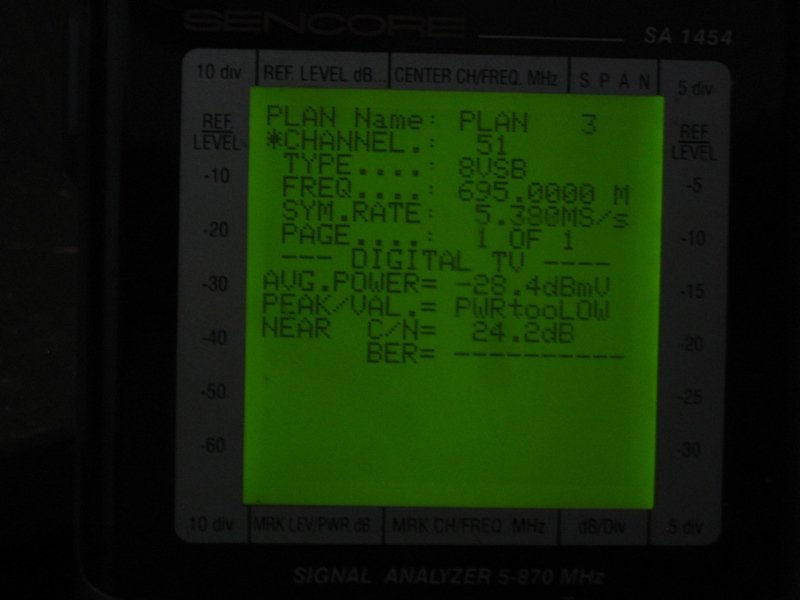 SENCORE
SA 1454
10 div REF. LEVEL dB... CENTER CH/FREQ. MHz S P A N 5 div
REF.
LEVEL
-10
-20
-30
-40
-50
-60
PLAN Name: PLAN 3
*CHANNEL.: 51
TYPE....: 8VSB
FREQ....: 695.0000 M
SYM.RATE: 5.380MS/s
PAGE....: 1 OF 1
--- DIGITAL TV ----
AVG.POWER= -28.4dBmV
PEAK/VAL.= PWRtooLOW
NEAR C/N= 24.2dB
BER= ----------
REF.
LEVEL
-5
-10
-15
-20
-25
-30
10 div MRK LEV/PWR dB.. MRK CH/FREQ. MHz dB/Div 5 div
SIGNAL ANALYZER 5-870 MHz